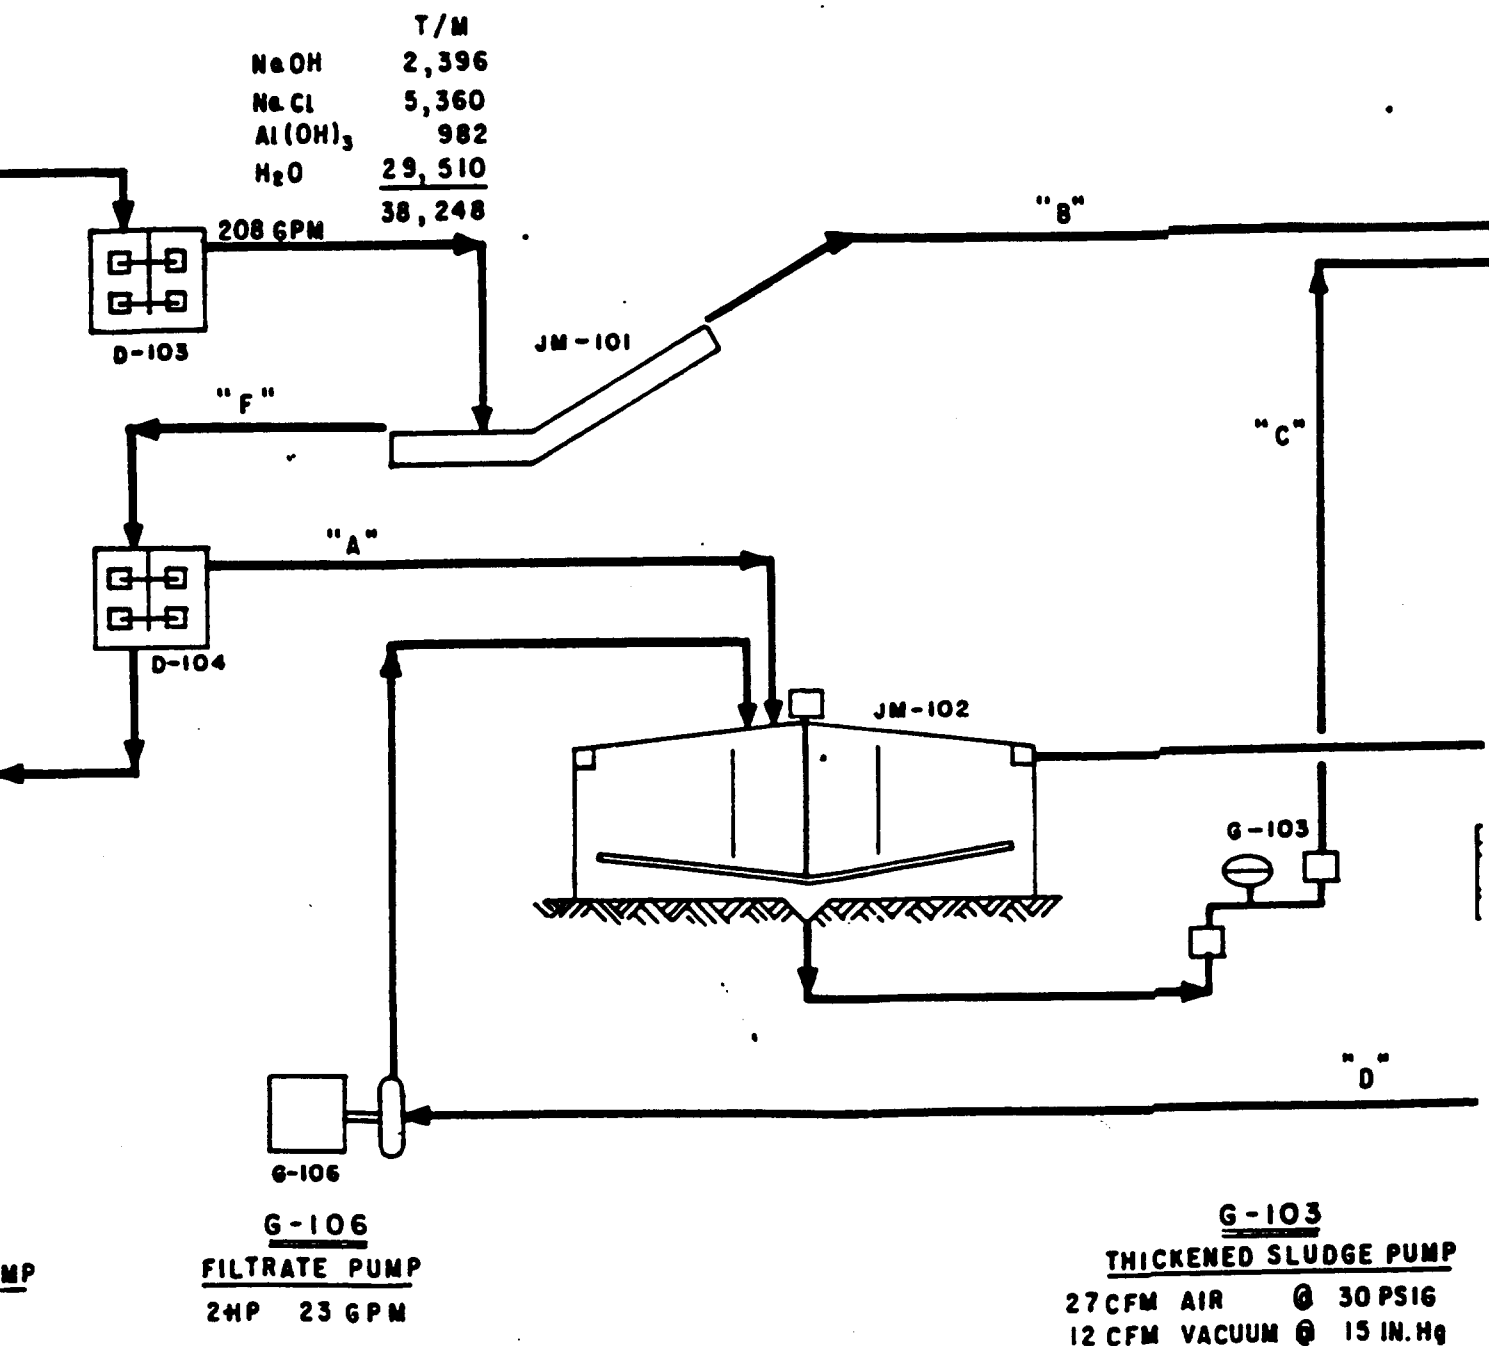 T/M
NaOH 2,396
NaCl 5,360
Al(OH)3 982
H2O 29,510
38,248
208 GPM
"B"
D-103
JM-101
"F"
"C"
"A"
D-104
JM-102
G-103
"D"
G-106
G-106
FILTRATE PUMP
2HP 23 GPM
MP
G-103
THICKENED SLUDGE PUMP
27 CFM AIR @ 30 PSIG
12 CFM VACUUM @ 15 IN.Hg